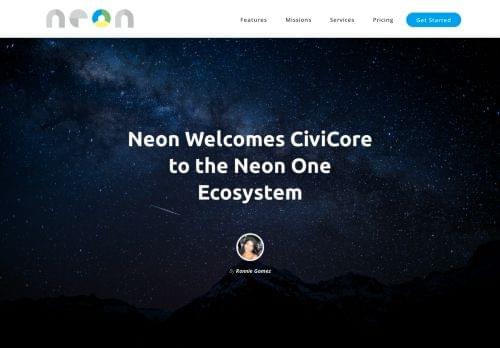 neon
Features Missions Services Pricing Get Started
Neon Welcomes CiviCore
to the Neon One
Ecosystem
By Ronnie Gomez